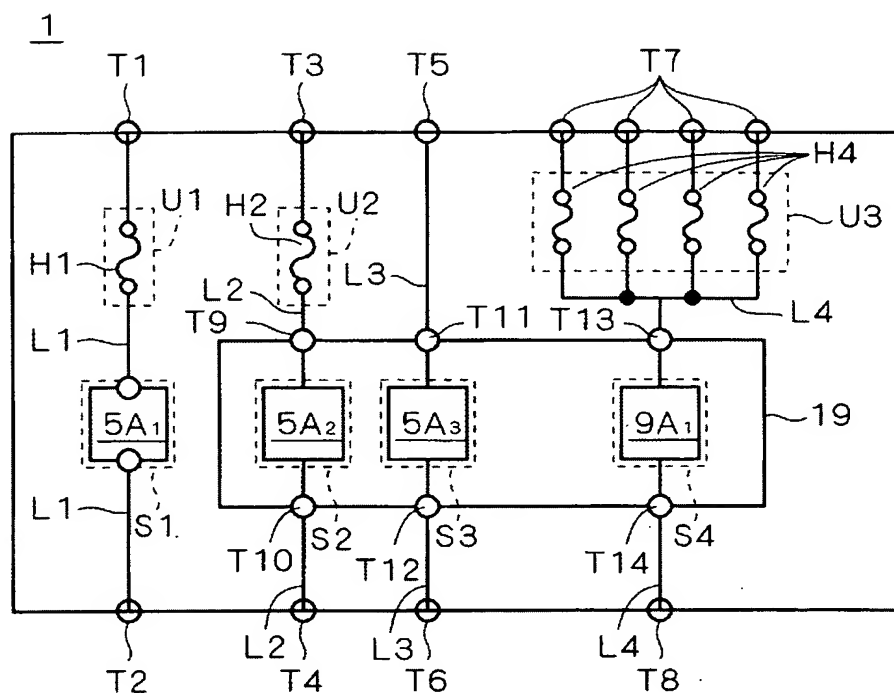 1
T1 T3 T5 T7
H4
U1 H2 U2 U3
H1 L3
L2
T9 T11 T13 L4
L1
5A₁ 5A₂ 5A₃ 9A₁ 19
L1 S1 S2 S3 S4
T10 T12 T14
L2 L3 L4
T2 T4 T6 T8